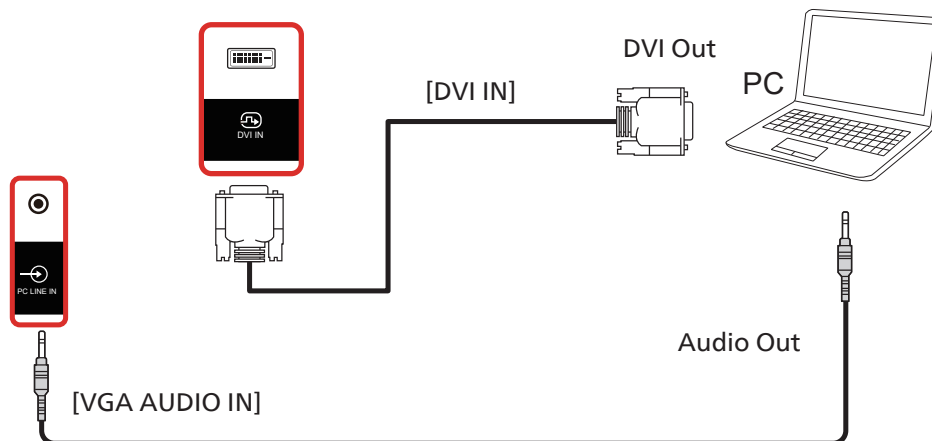 DVI Out
PC
[DVI IN]
DVI IN
PC LINE IN
Audio Out
[VGA AUDIO IN]